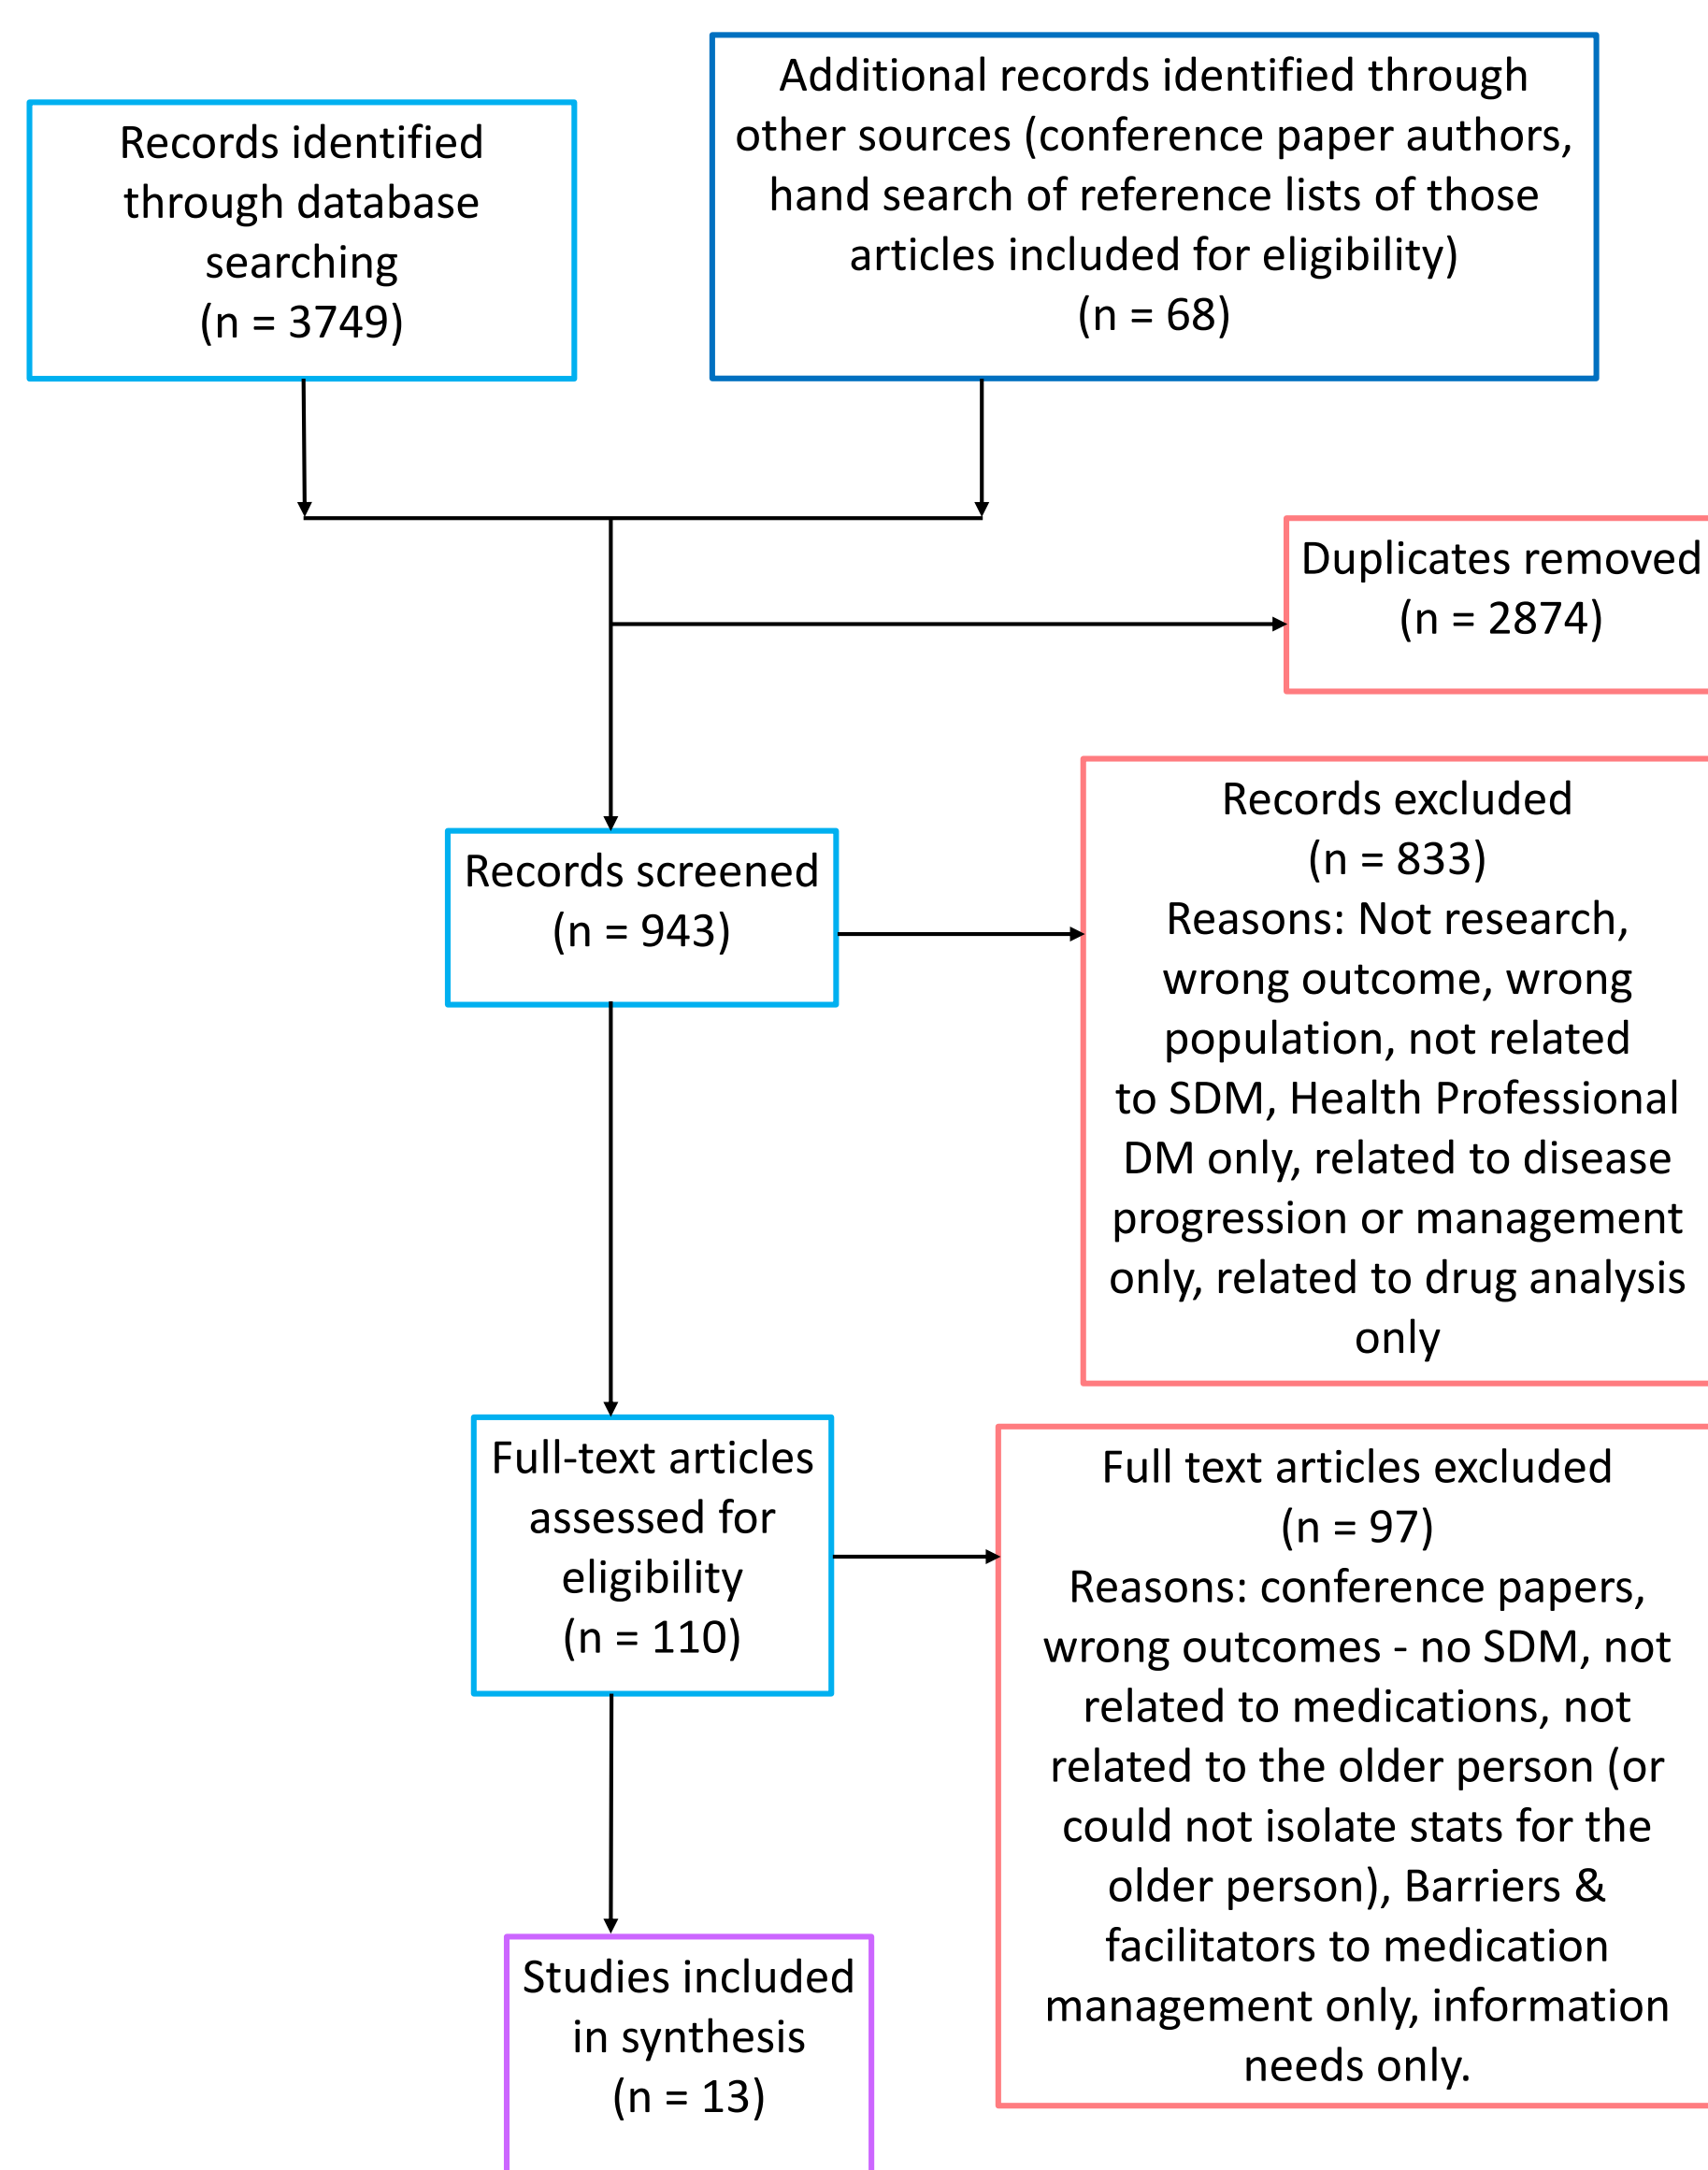 Records identified
through database
searching
(n = 3749)
Additional records identified through
other sources (conference paper authors,
hand search of reference lists of those
articles included for eligibility)
(n = 68)
Duplicates removed
(n = 2874)
Records screened
(n = 943)
Records excluded
(n = 833)
Reasons: Not research,
wrong outcome, wrong
population, not related
to SDM, Health Professional
DM only, related to disease
progression or management
only, related to drug analysis
only
Full-text articles
assessed for
eligibility
(n = 110)
Full text articles excluded
(n = 97)
Reasons: conference papers,
wrong outcomes - no SDM, not
related to medications, not
related to the older person (or
could not isolate stats for the
older person), Barriers &
facilitators to medication
management only, information
needs only.
Studies included
in synthesis
(n = 13)